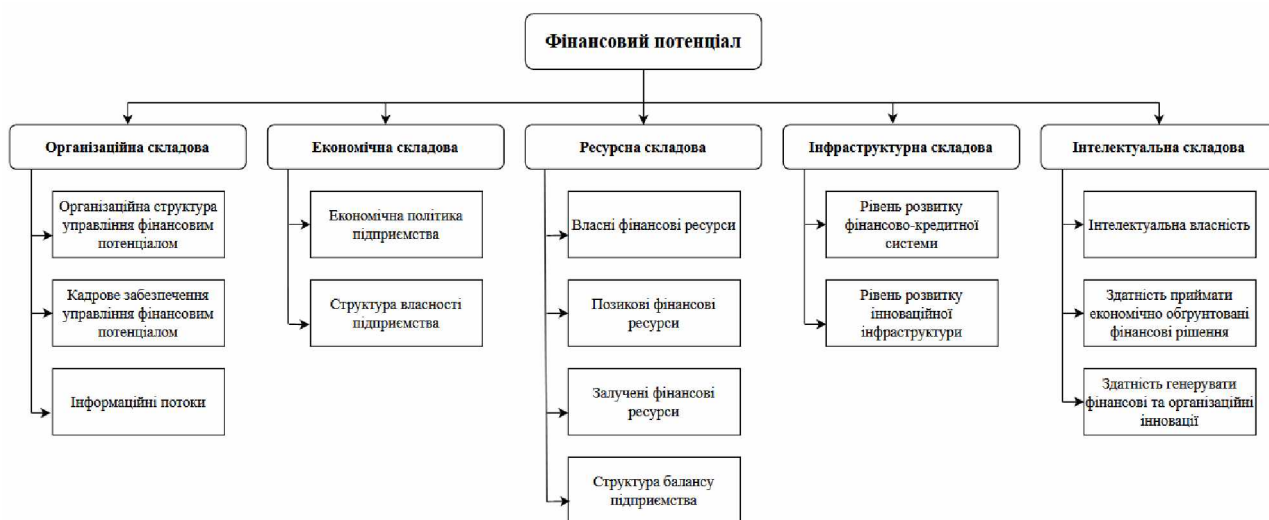 Фінансовий потенціал
Організаційна складова
Організаційна структура
управління фінансовим
потенціалом
Кадрове забезпечення
управління фінансовим
потенціалом
Інформаційні потоки
Економічна складова
Економічна політика
підприємства
Структура власності
підприємства
Ресурсна складова
Власні фінансові ресурси
Позикові фінансові
ресурси
Залучені фінансові
ресурси
Структура балансу
підприємства
Інфраструктурна складова
Рівень розвитку
фінансово-кредитної
системи
Рівень розвитку
інноваційної
інфраструктури
Інтелектуальна складова
Інтелектуальна власність
Здатність приймати
економічно обґрунтовані
фінансові рішення
Здатність генерувати
фінансові та організаційні
інновації